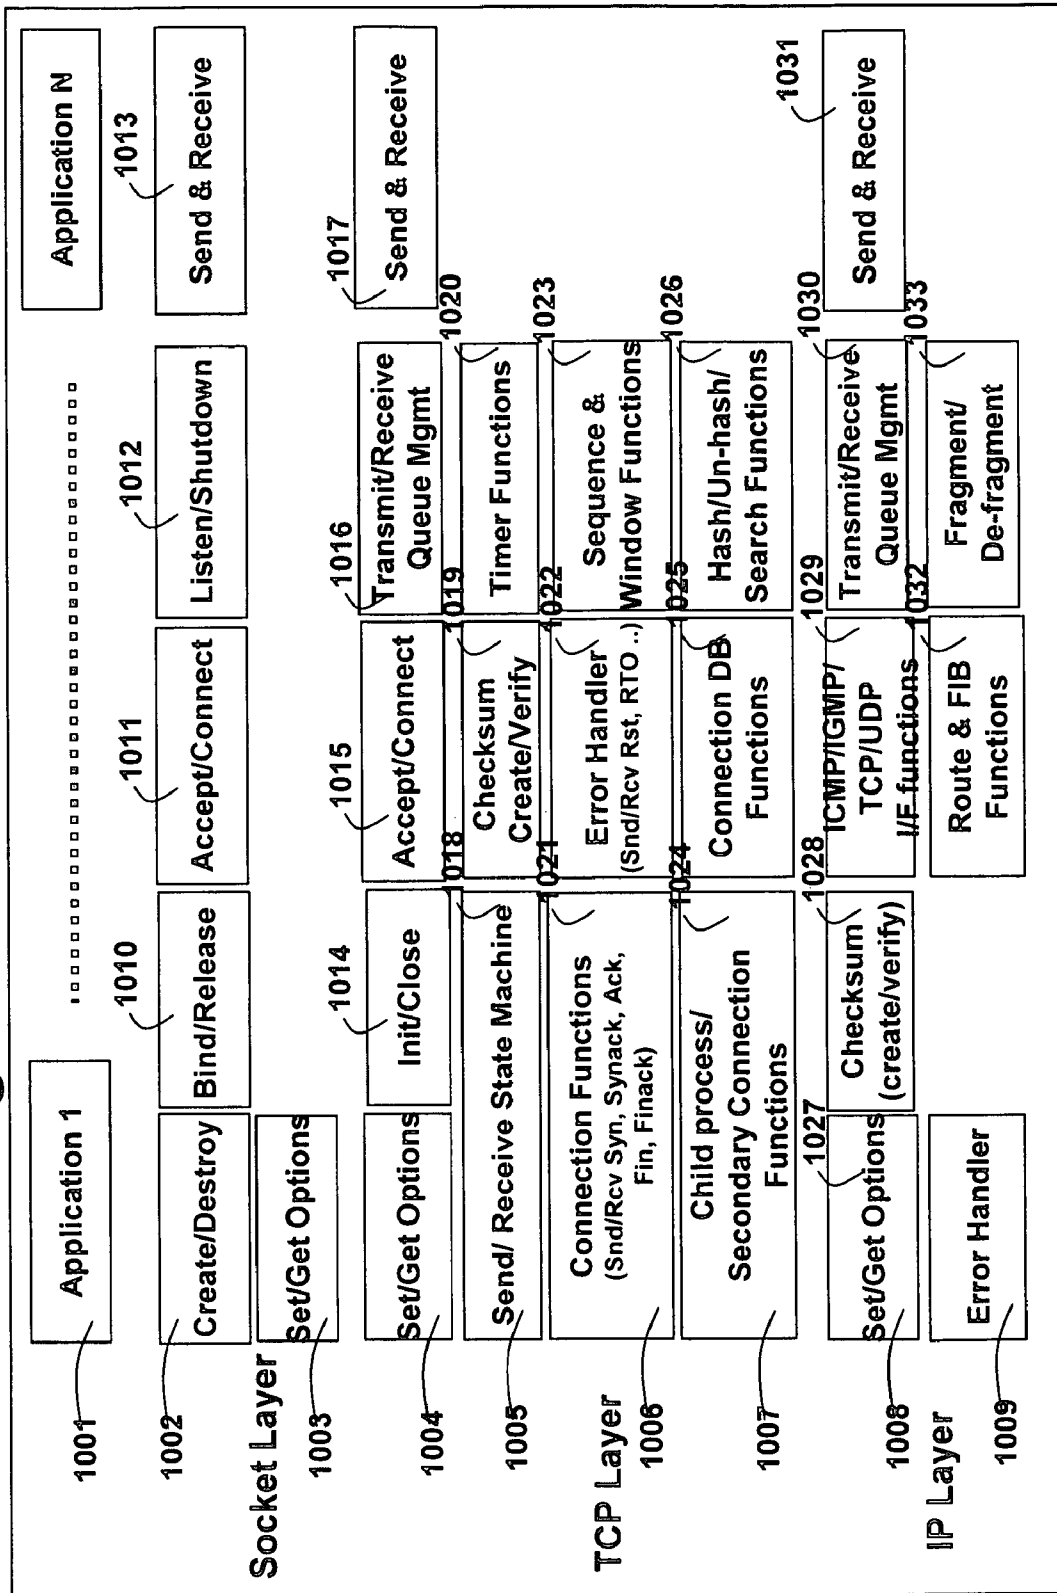 1001
Application 1
Application N
Socket Layer
1002
Create/Destroy
1010
Bind/Release
1011
Accept/Connect
1012
Listen/Shutdown
1013
Send & Receive
1003
Set/Get Options
TCP Layer
1004
Set/Get Options
1014
Init/Close
1015
Accept/Connect
1016
Transmit/Receive
Queue Mgmt
1017
Send & Receive
1005
Send/ Receive State Machine
1018
Checksum
Create/Verify
1019
Timer Functions
1020
1006
Connection Functions
(Snd/Rcv Syn, Synack, Ack,
Fin, Finack)
1021
Error Handler
(Snd/Rcv Rst, RTO ..)
1022
Sequence &
Window Functions
1023
1007
Child process/
Secondary Connection
Functions
1024
Connection DB
Functions
1025
Hash/Un-hash/
Search Functions
1026
IP Layer
1008
Set/Get Options
1027
Checksum
(create/verify)
1028
ICMP/IGMP/
TCP/UDP
I/F functions
1029
Transmit/Receive
Queue Mgmt
1030
Send & Receive
1031
1009
Error Handler
Route & FIB
Functions
1032
Fragment/
De-fragment
1033